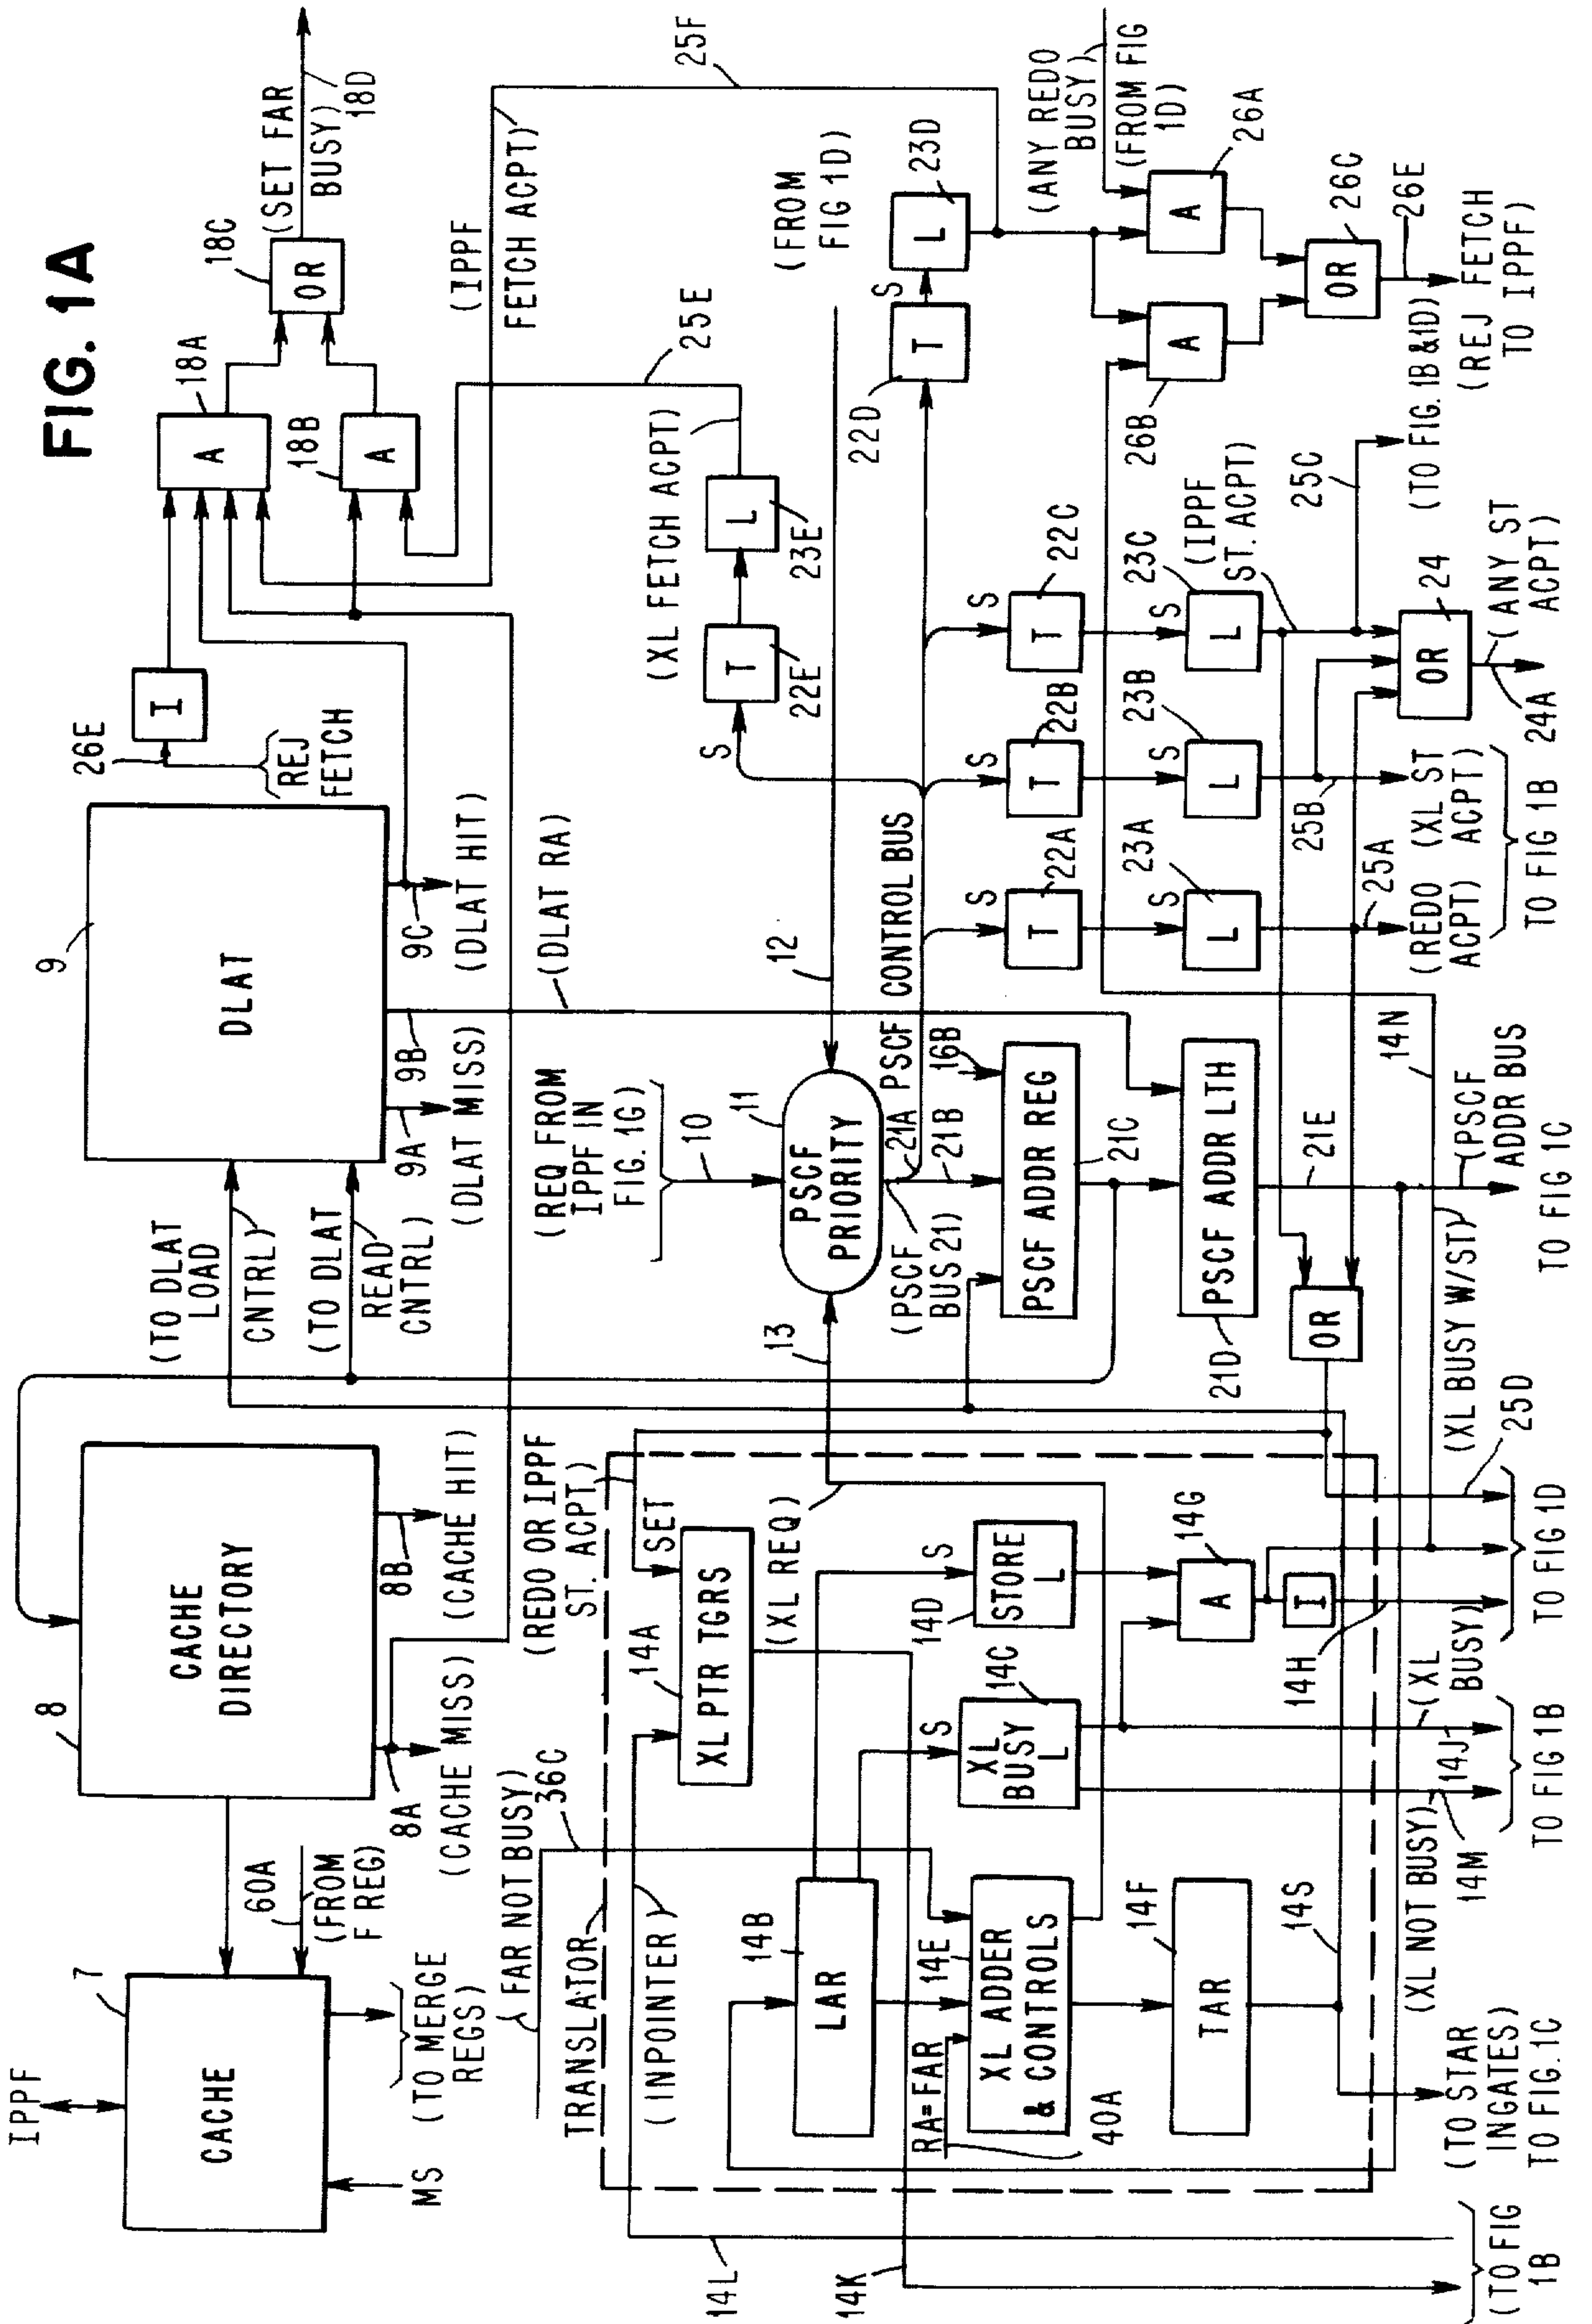 FIG. 1A
IPPF
7
CACHE
MS
60A
(FROM
F REG)
(TO MERGE
REGS)
8
CACHE
DIRECTORY
8A
(CACHE MISS)
8B
(CACHE HIT)
(TO DLAT
LOAD
CNTRL)
(TO DLAT
READ
CNTRL)
9
DLAT
9A
(DLAT MISS)
9B
(DLAT RA)
9C
(DLAT HIT)
26E
REJ
FETCH
I
A
18A
18B
A
18C
OR
(SET FAR
BUSY)
18D
(IPPF
FETCH ACPT)
25F
25E
(XL FETCH ACPT)
S
T
22E
L
23E
(REQ FROM
IPPF IN
FIG. 1G)
10
11
PSCF
PRIORITY
12
(FROM
FIG 1D)
13
21A
PSCF CONTROL BUS
(PSCF
BUS 21)
21B
16B
PSCF ADDR REG
21C
PSCF ADDR LTH
21D
21E
(PSCF
ADDR BUS
TO FIG 1C
22D
T
S
L
23D
(ANY REDO
BUSY)
(FROM FIG
1D)
A
26A
26B
A
OR
26C
26E
(REJ FETCH
TO IPPF)
S
T
22A
S
L
23A
S
T
22B
S
L
23B
S
T
22C
S
L
23C
(IPPF
ST. ACPT)
25C
(TO FIG. 1B &1D)
OR
24
24A
(ANY ST
ACPT)
25B
25A
(REDO
ACPT)
(XL ST
ACPT)
TO FIG 1B
OR
14N
(XL BUSY W/ST)
25D
TO FIG 1D
(REDO OR IPPF
ST. ACPT)
SET
14A
XL PTR TGRS
(XL REQ)
(FAR NOT BUSY)
36C
TRANSLATOR
(INPOINTER)
14B
LAR
14D
S
STORE
L
S
XL
BUSY
L
14C
A
14G
I
14H
(XL
BUSY)
14J
(XL NOT BUSY)
14M
TO FIG 1B
RA=FAR
40A
14E
XL ADDER
& CONTROLS
14F
TAR
14S
(TO STAR
INGATES)
TO FIG. 1C
14L
14K
(TO FIG
1B